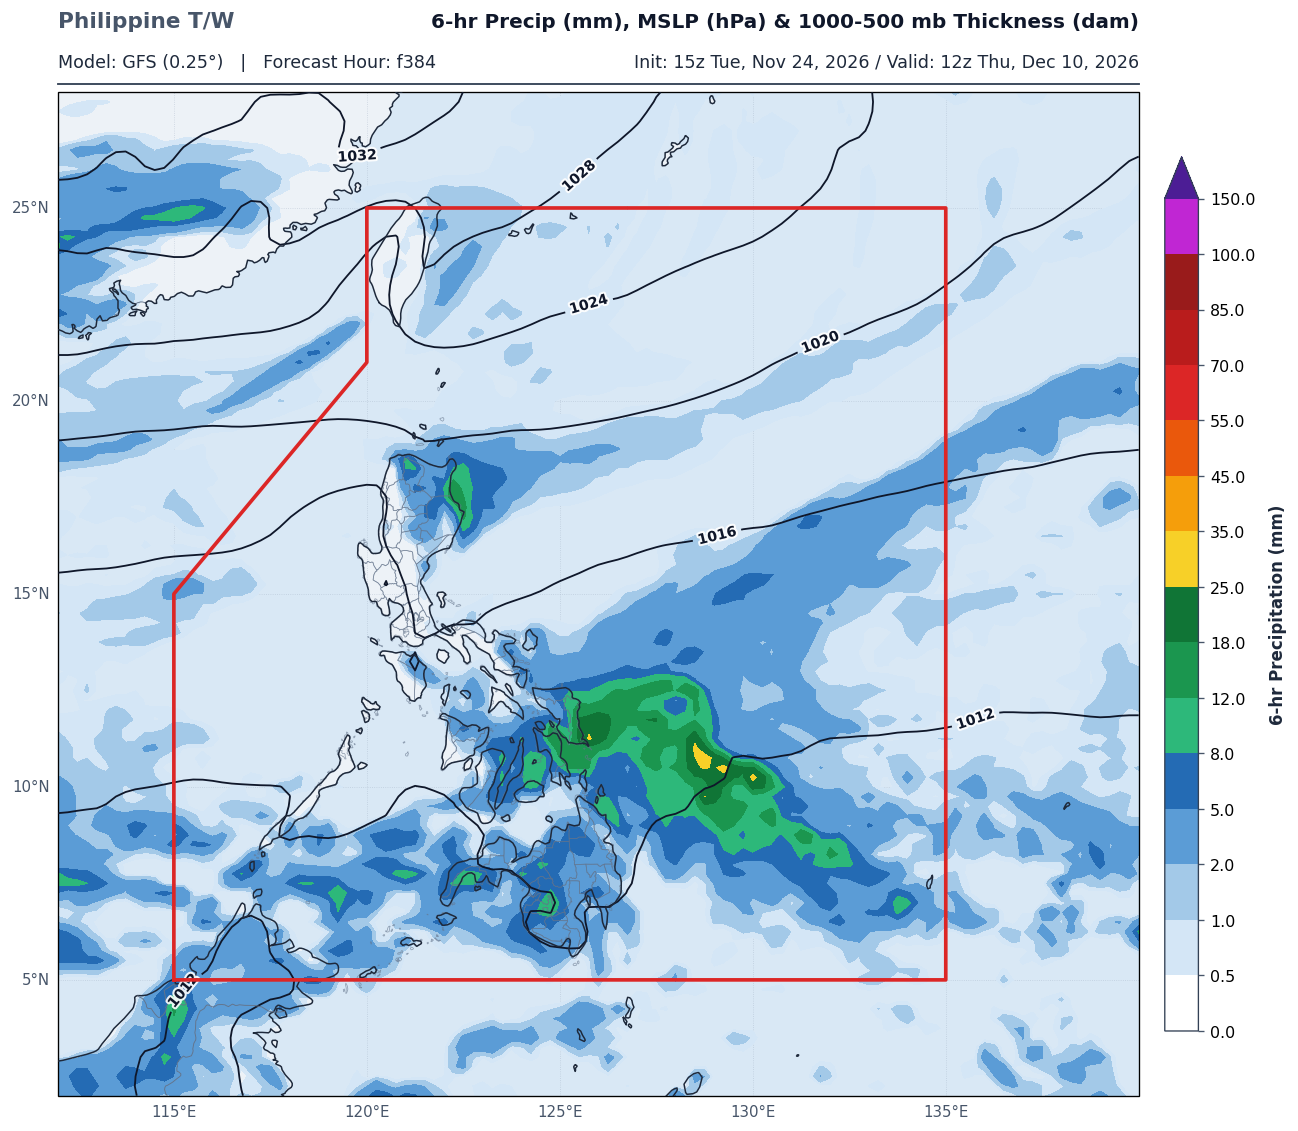 Philippine T/W
6-hr Precip (mm), MSLP (hPa) & 1000-500 mb Thickness (dam)
Model: GFS (0.25°) | Forecast Hour: f384
Init: 15z Tue, Nov 24, 2026 / Valid: 12z Thu, Dec 10, 2026
1032
1028
1024
1020
1016
1012
1012
25°N
20°N
15°N
10°N
5°N
115°E
120°E
125°E
130°E
135°E
150.0
100.0
85.0
70.0
55.0
45.0
35.0
25.0
18.0
12.0
8.0
5.0
2.0
1.0
0.5
0.0
6-hr Precipitation (mm)